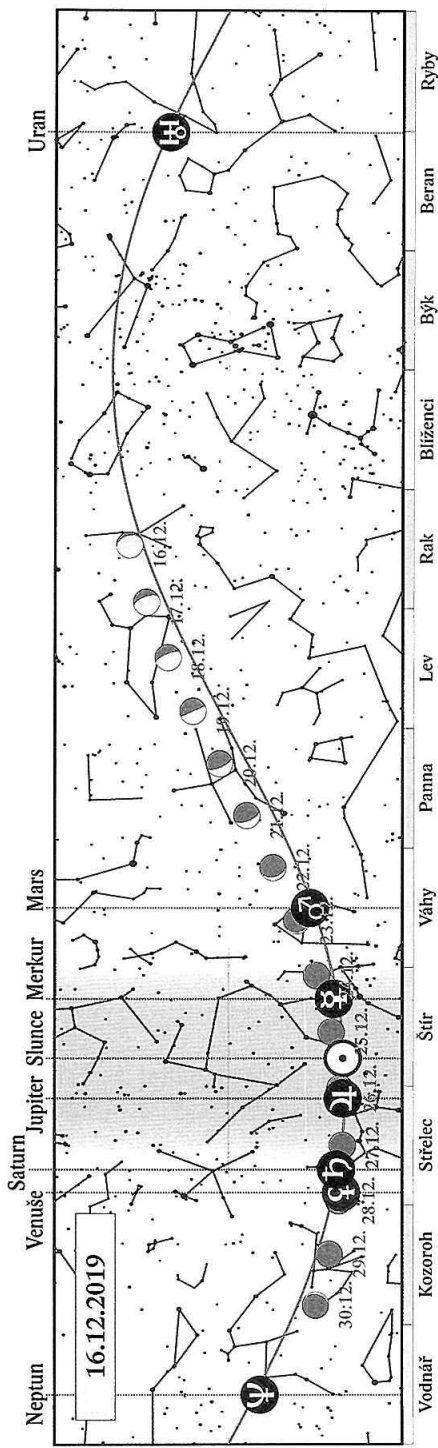 Neptun
Venuše
Saturn
Jupiter
Slunce
Merkur
Mars
Uran
16.12.2019
16.12.
17.12.
18.12.
19.12.
20.12.
21.12.
22.12.
23.12.
24.12.
25.12.
26.12.
27.12.
28.12.
29.12.
30.12.
Vodnář
Kozoroh
Střelec
Štír
Váhy
Panna
Lev
Rak
Blíženci
Býk
Beran
Ryby